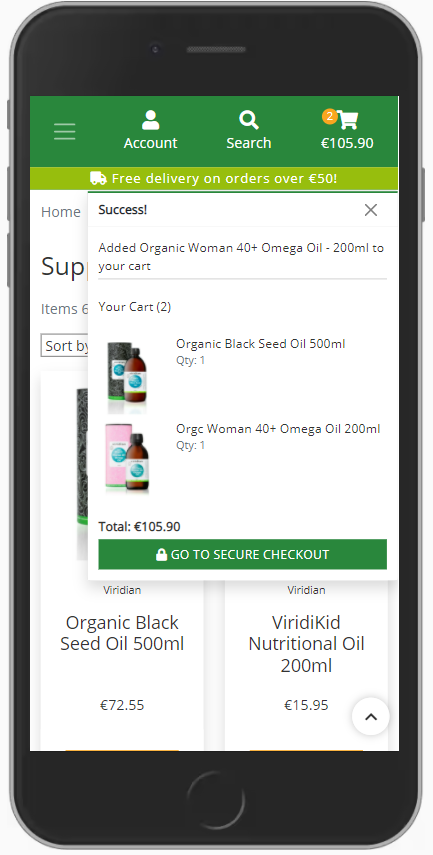 Account
Search
2
€105.90
Free delivery on orders over €50!
Home
Success!
Added Organic Woman 40+ Omega Oil - 200ml to
your cart
Supp
Items 6
Sort by
Your Cart (2)
Organic Black Seed Oil 500ml
Qty: 1
Orgc Woman 40+ Omega Oil 200ml
Qty: 1
Total: €105.90
GO TO SECURE CHECKOUT
Viridian
Organic Black
Seed Oil 500ml
€72.55
Viridian
ViridiKid
Nutritional Oil
200ml
€15.95